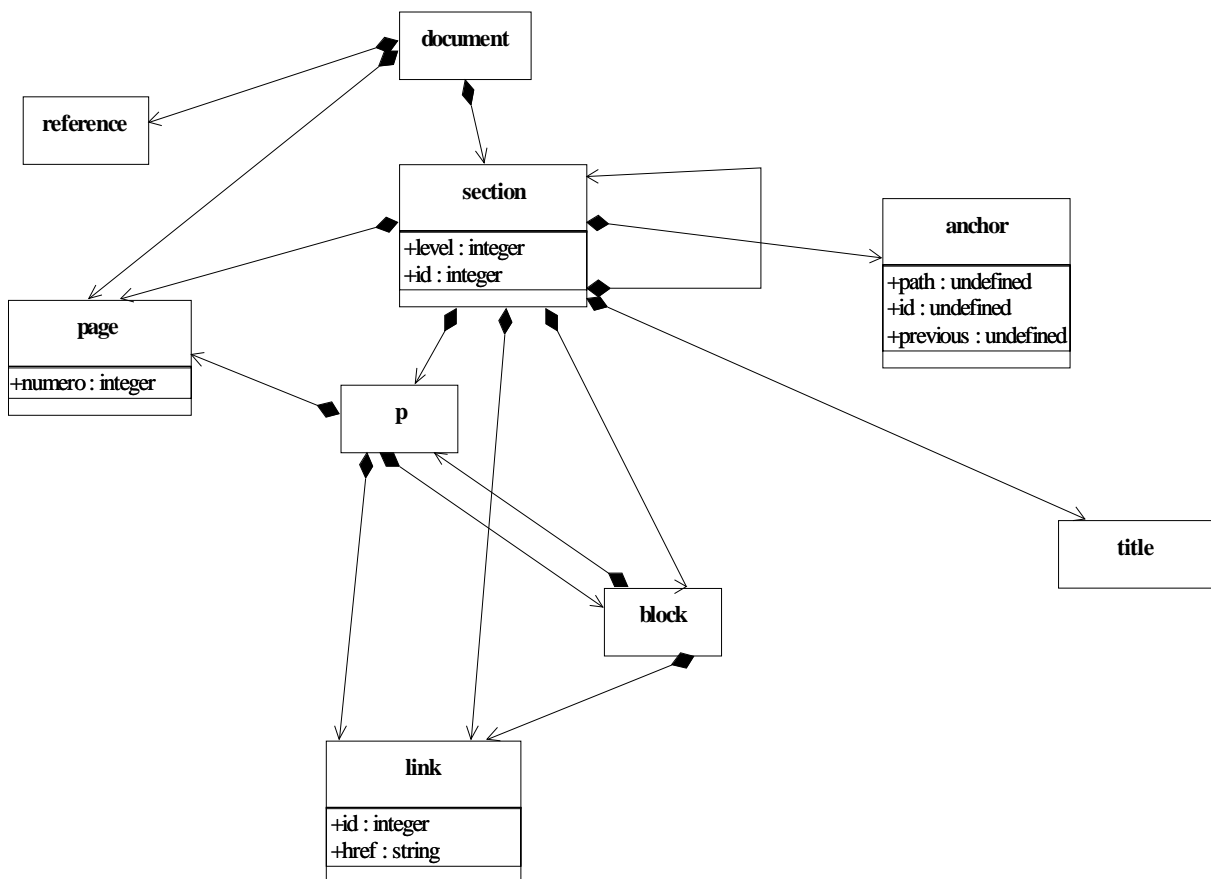 document
reference
section
+level : integer
+id : integer
anchor
+path : undefined
+id : undefined
+previous : undefined
page
+numero : integer
p
title
block
link
+id : integer
+href : string